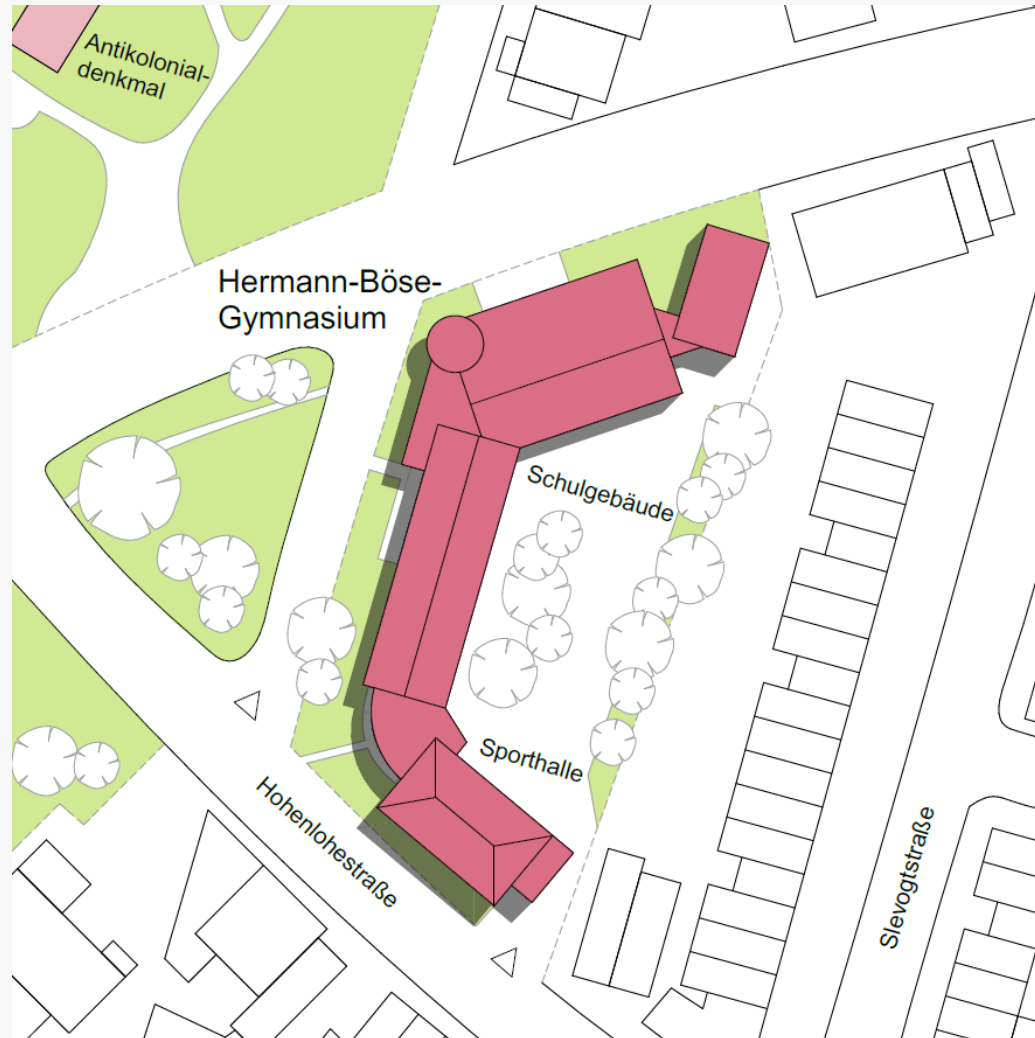 Antikolonial-
denkmal
Hermann-Böse-
Gymnasium
Schulgebäude
Sporthalle
Hohenlohestraße
Slevogtstraße